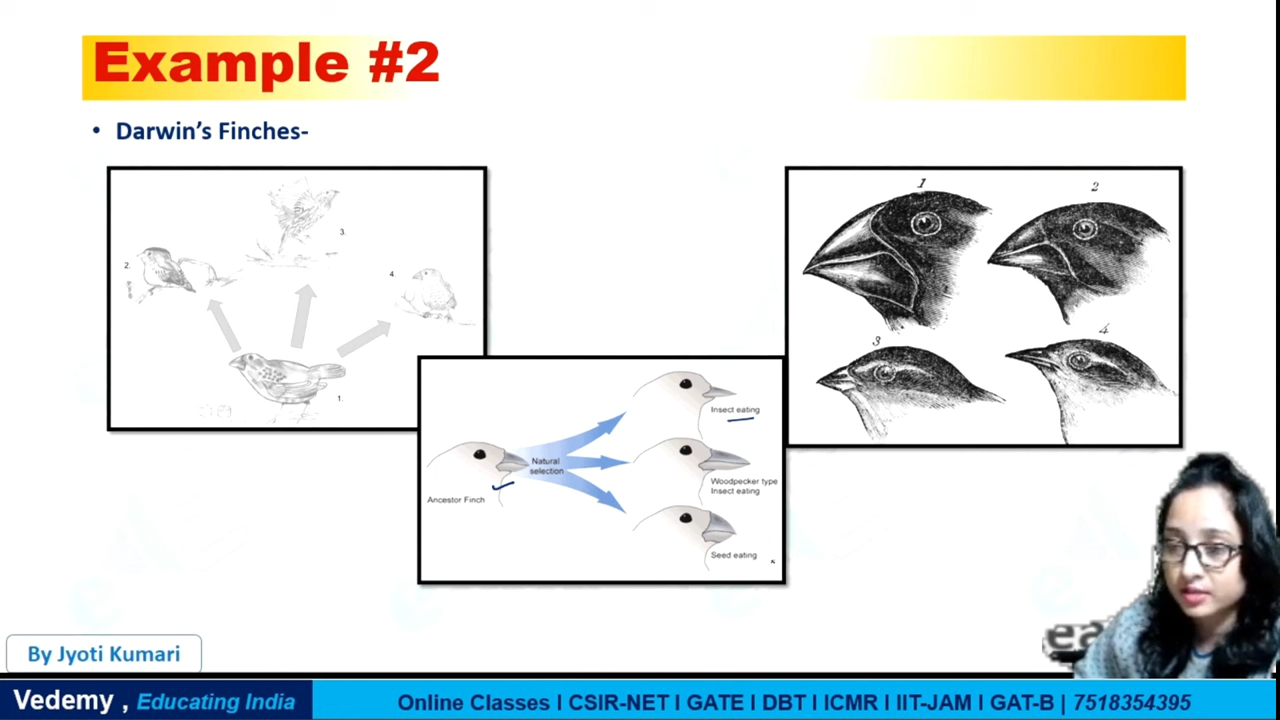 Example #2
• Darwin's Finches-
3.
2.
4.
1.
1
2
3
4
Insect eating
Natural
selection
Ancestor Finch
Woodpecker type
Insect eating
Seed eating
By Jyoti Kumari
Vedemy , Educating India
Online Classes I CSIR-NET I GATE I DBT I ICMR I IIT-JAM I GAT-B | 7518354395